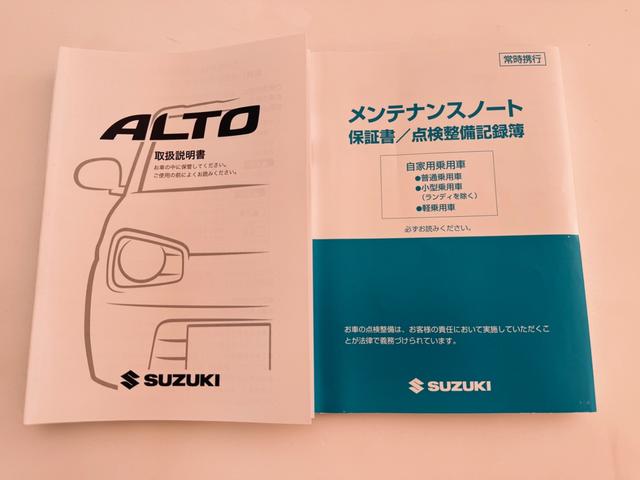 ALTO
取扱説明書
お車の中に保管してください。
ご使用の前によくお読みください。
SUZUKI
常時携行
メンテナンスノート
保証書／点検整備記録簿
自家用乗用車
●普通乗用車
●小型乗用車
（ランディを除く）
●軽乗用車
必ずお読みください。
お車の点検整備は、お客様の責任において実施していただくこ
とが法律で義務づけられています。
SUZUKI